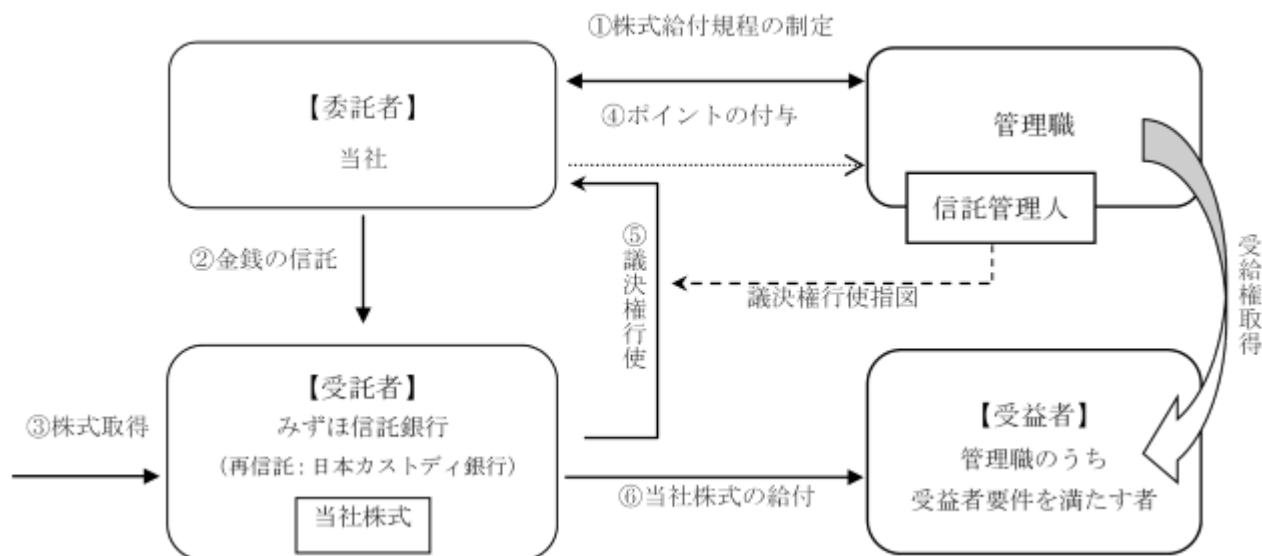 ①株式給付規程の制定
【委託者】
当社
④ポイントの付与
管理職
信託管理人
②金銭の信託
⑤議決権行使
議決権行使指図
受給権取得
③株式取得
【受託者】
みずほ信託銀行
（再信託：日本カストディ銀行）
当社株式
⑥当社株式の給付
【受益者】
管理職のうち
受益者要件を満たす者